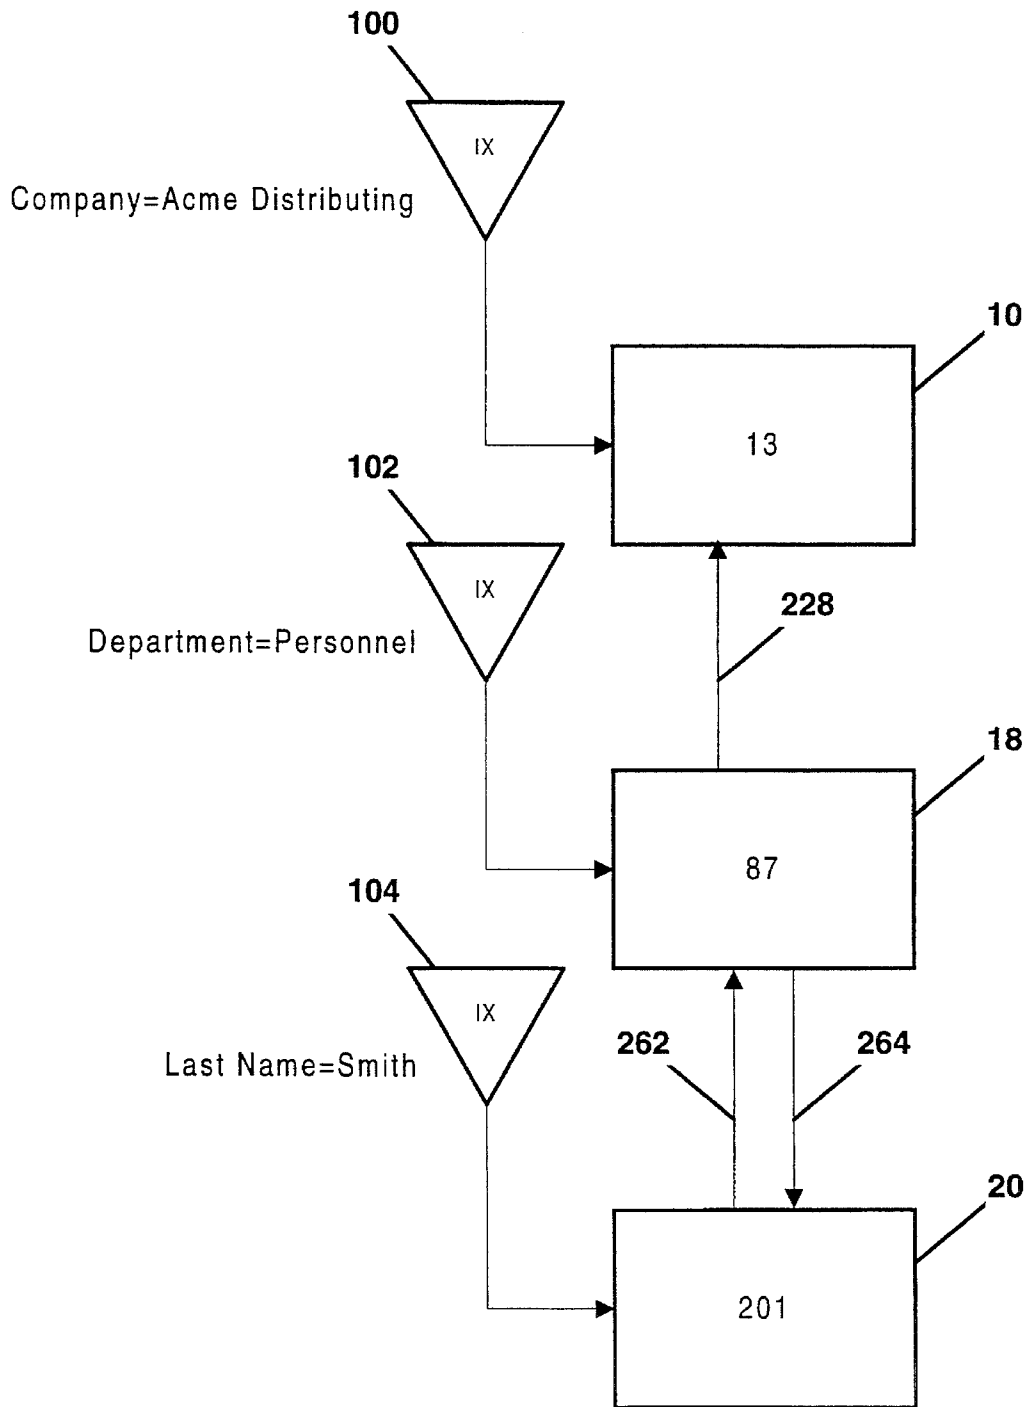 100
IX
Company=Acme Distributing
10
13
102
IX
228
Department=Personnel
18
87
104
IX
262
264
Last Name=Smith
20
201